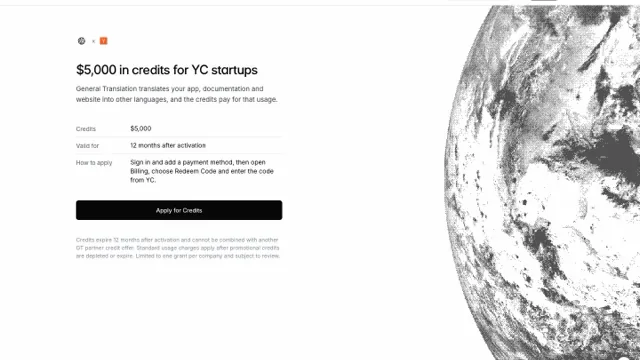 × Y
$5,000 in credits for YC startups
General Translation translates your app, documentation and
website into other languages, and the credits pay for that usage.
Credits $5,000
Valid for 12 months after activation
How to apply Sign in and add a payment method, then open
Billing, choose Redeem Code and enter the code
from YC.
Apply for Credits
Credits expire 12 months after activation and cannot be combined with another
GT partner credit offer. Standard usage charges apply after promotional credits
are depleted or expire. Limited to one grant per company and subject to review.